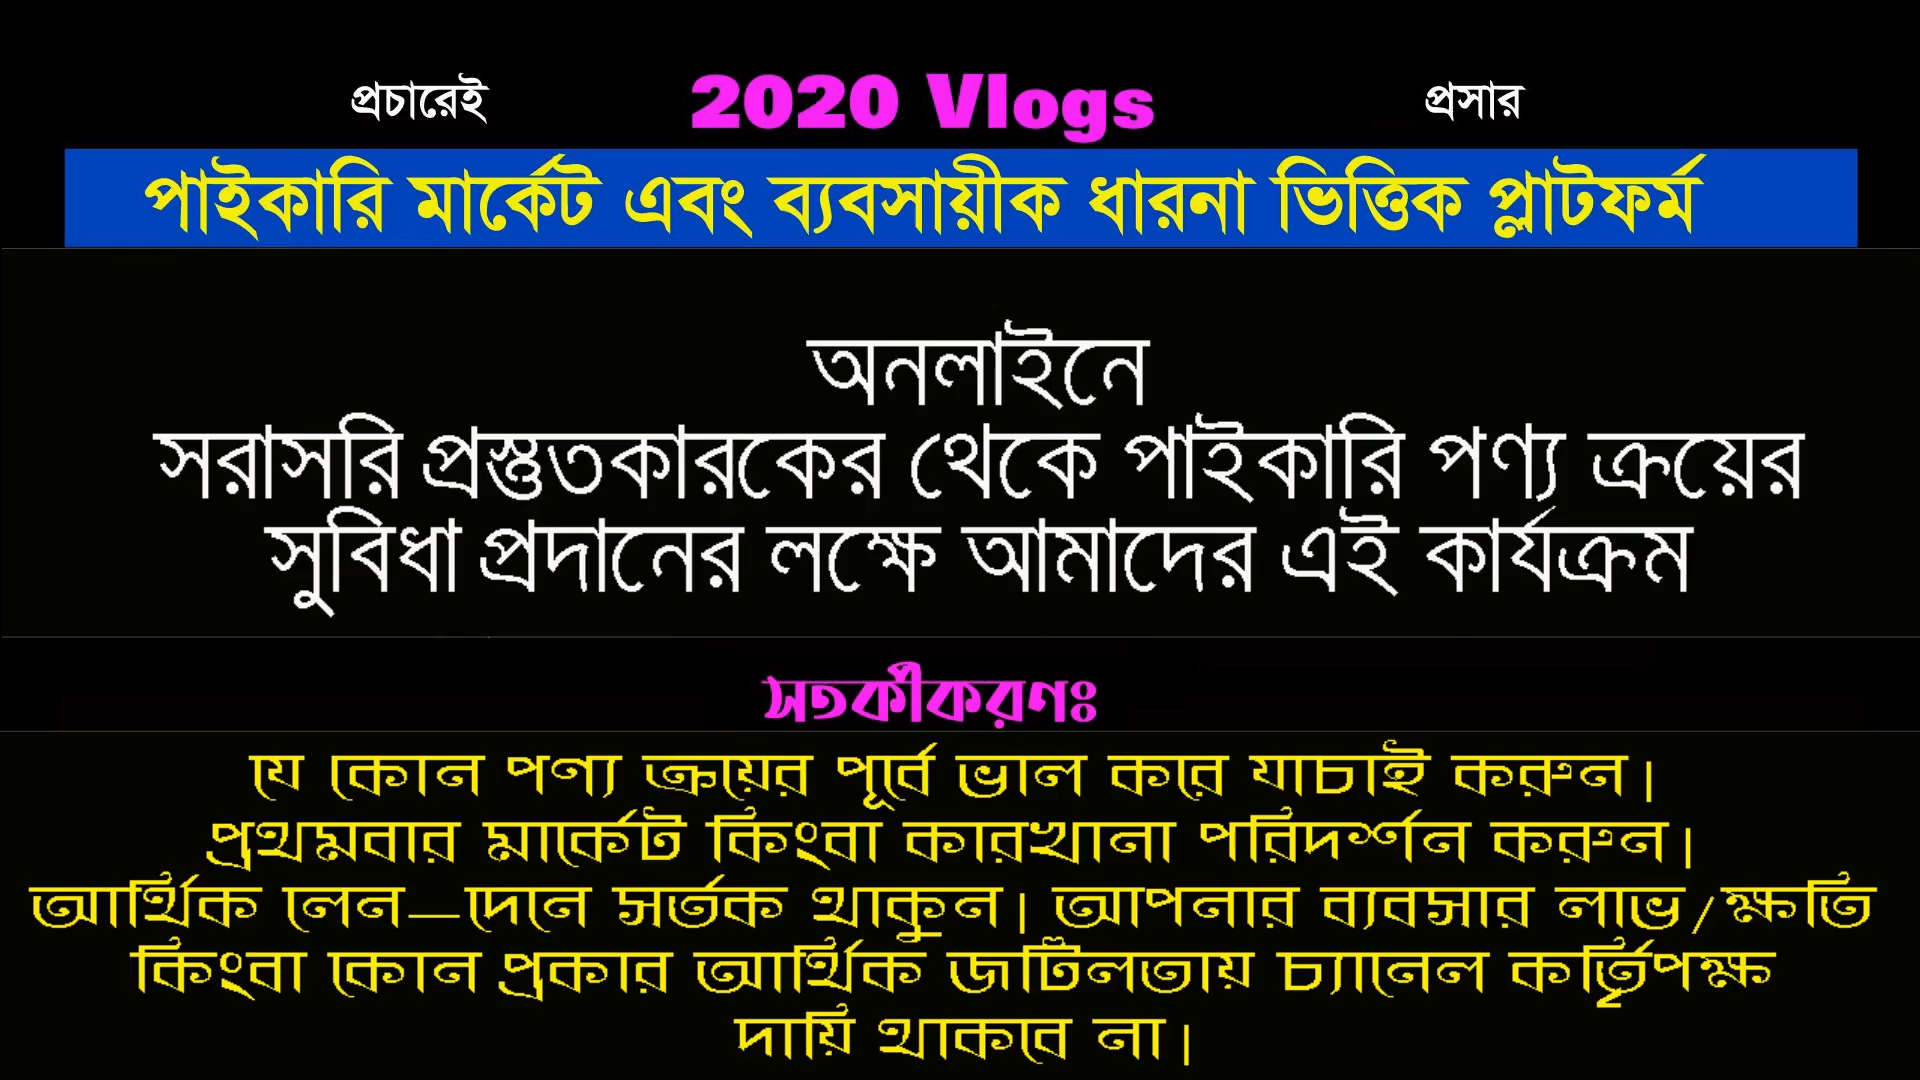 প্রচারেই 2020 Vlogs প্রসার
পাইকারি মার্কেট এবং ব্যবসায়ীক ধারনা ভিত্তিক প্লাটফর্ম
অনলাইনে
সরাসরি প্রস্তুতকারকের থেকে পাইকারি পণ্য ক্রয়ের
সুবিধা প্রদানের লক্ষে আমাদের এই কার্যক্রম
সতর্কীকরণঃ
যে কোন পণ্য ক্রয়ের পূর্বে ভাল করে যাচাই করুন।
প্রথমবার মার্কেট কিংবা কারখানা পরিদর্শন করুন।
আর্থিক লেন–দেনে সর্তক থাকুন। আপনার ব্যবসার লাভ/ক্ষতি
কিংবা কোন প্রকার আর্থিক জটিলতায় চ্যানেল কর্তিৃপক্ষ
দায়ি থাকবে না।